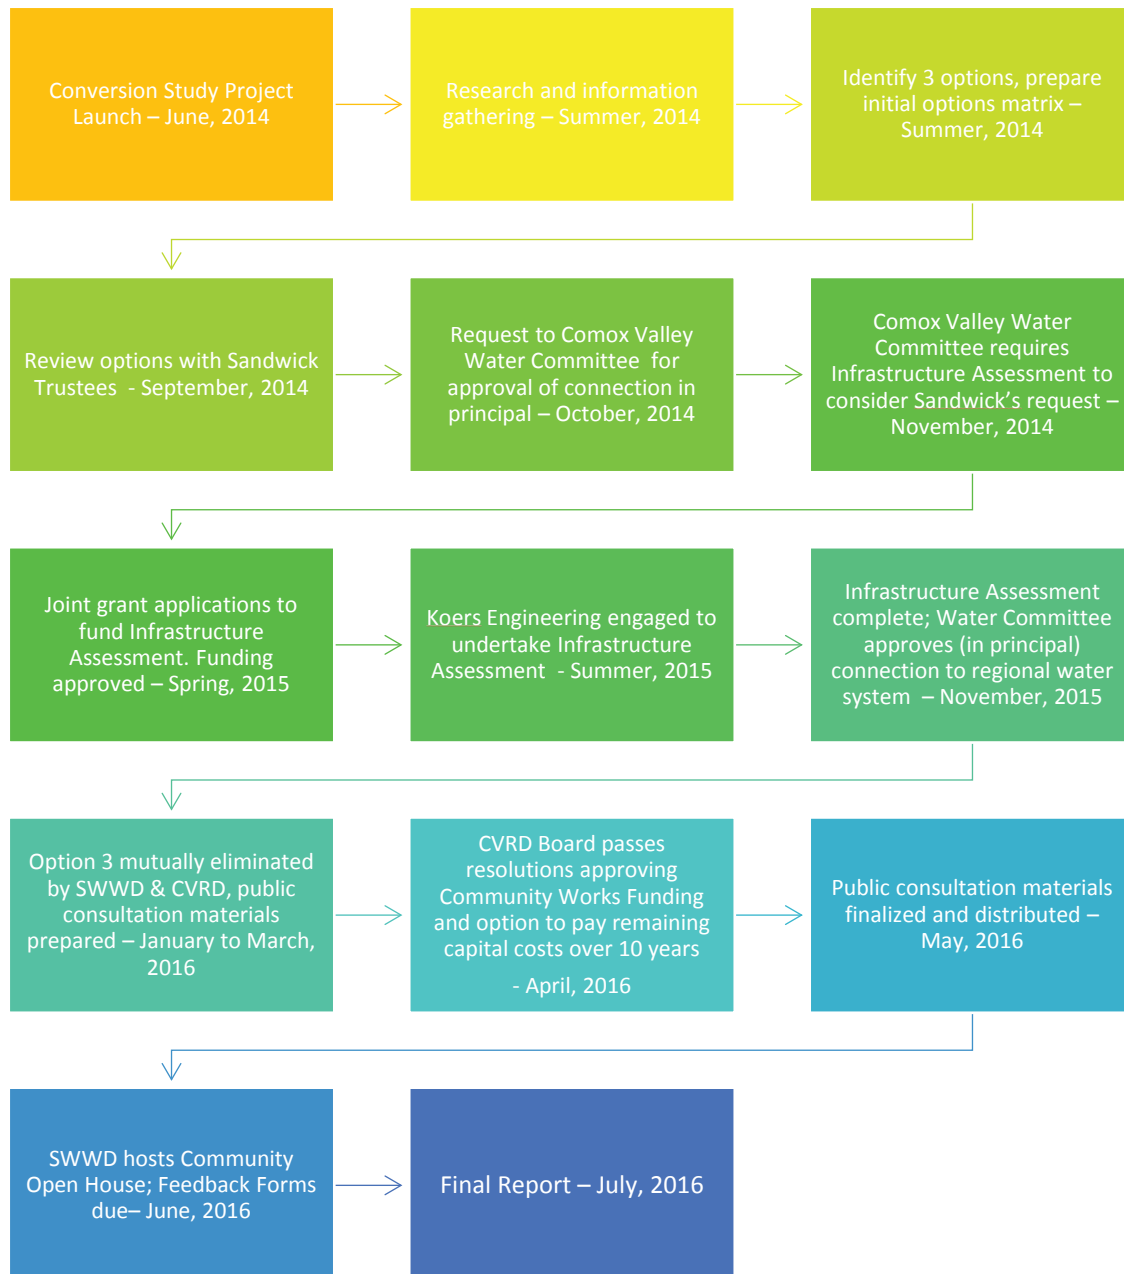 Conversion Study Project
Launch – June, 2014
Research and information
gathering – Summer, 2014
Identify 3 options, prepare
initial options matrix –
Summer, 2014
Review options with Sandwick
Trustees  - September, 2014
Request to Comox Valley
Water Committee  for
approval of connection in
principal – October, 2014
Comox Valley Water
Committee requires
Infrastructure Assessment to
consider Sandwick's request –
November, 2014
Joint grant applications to
fund Infrastructure
Assessment. Funding
approved – Spring, 2015
Koers Engineering engaged to
undertake Infrastructure
Assessment  - Summer, 2015
Infrastructure Assessment
complete; Water Committee
approves (in principal)
connection to regional water
system  – November, 2015
Option 3 mutually eliminated
by SWWD & CVRD, public
consultation materials
prepared – January to March,
2016
CVRD Board passes
resolutions approving
Community Works Funding
and option to pay remaining
capital costs over 10 years
- April, 2016
Public consultation materials
finalized and distributed –
May, 2016
SWWD hosts Community
Open House; Feedback Forms
due– June, 2016
Final Report – July, 2016